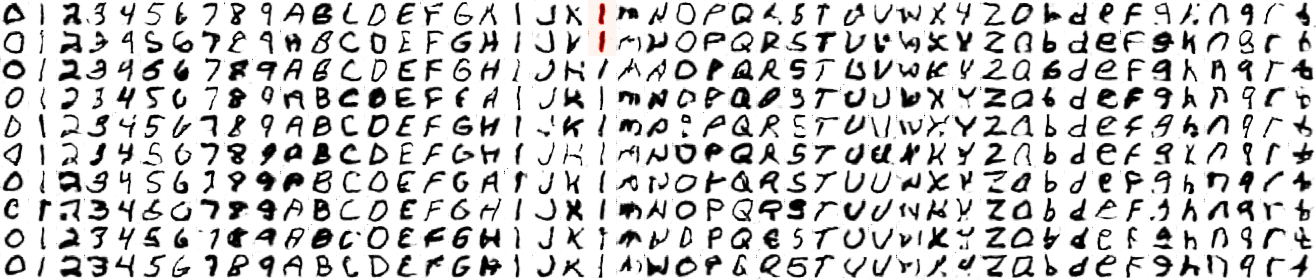 0 1 2 3 4 5 6 7 8 9 A B C D E F G H I J K l m N O P Q R S T U V W X Y Z a b d e F g h n q r t
0 1 2 3 4 5 6 7 8 9 A B C D E F G H I J K l m N O P Q R S T U V W X Y Z a b d e F g h n q r t
0 1 2 3 4 5 6 7 8 9 A B C D E F G H I J K l m N O P Q R S T U V W X Y Z a b d e F g h n q r t
0 1 2 3 4 5 6 7 8 9 A B C D E F G H I J K l m N O P Q R S T U V W X Y Z a b d e F g h n q r t
0 1 2 3 4 5 6 7 8 9 A B C D E F G H I J K l m n P Q R S T U V W X Y Z a b d e F g h n q r t
0 1 2 3 4 5 6 7 8 9 A B C D E F G H I J K l m N O P Q R S T U V W X Y Z a b d e F g h n q r t
0 1 2 3 4 5 6 7 8 9 A B C D E F G H I J K l m N O P Q R S T U V W X Y Z a b d e F g h n q r t
0 1 2 3 4 5 6 7 8 9 A B C D E F G H I J K l m N O P Q R S T U V W X Y Z a b d e F g h n q r t
0 1 2 3 4 5 6 7 8 9 A B C D E F G H I J K l m N O P Q R S T U V W X Y Z a b d e f g h n q r t
0 1 2 3 4 5 6 7 8 9 A B C D E F G H I J K l m N O P Q R S T U V W X Y Z a b d e F g h n q r t